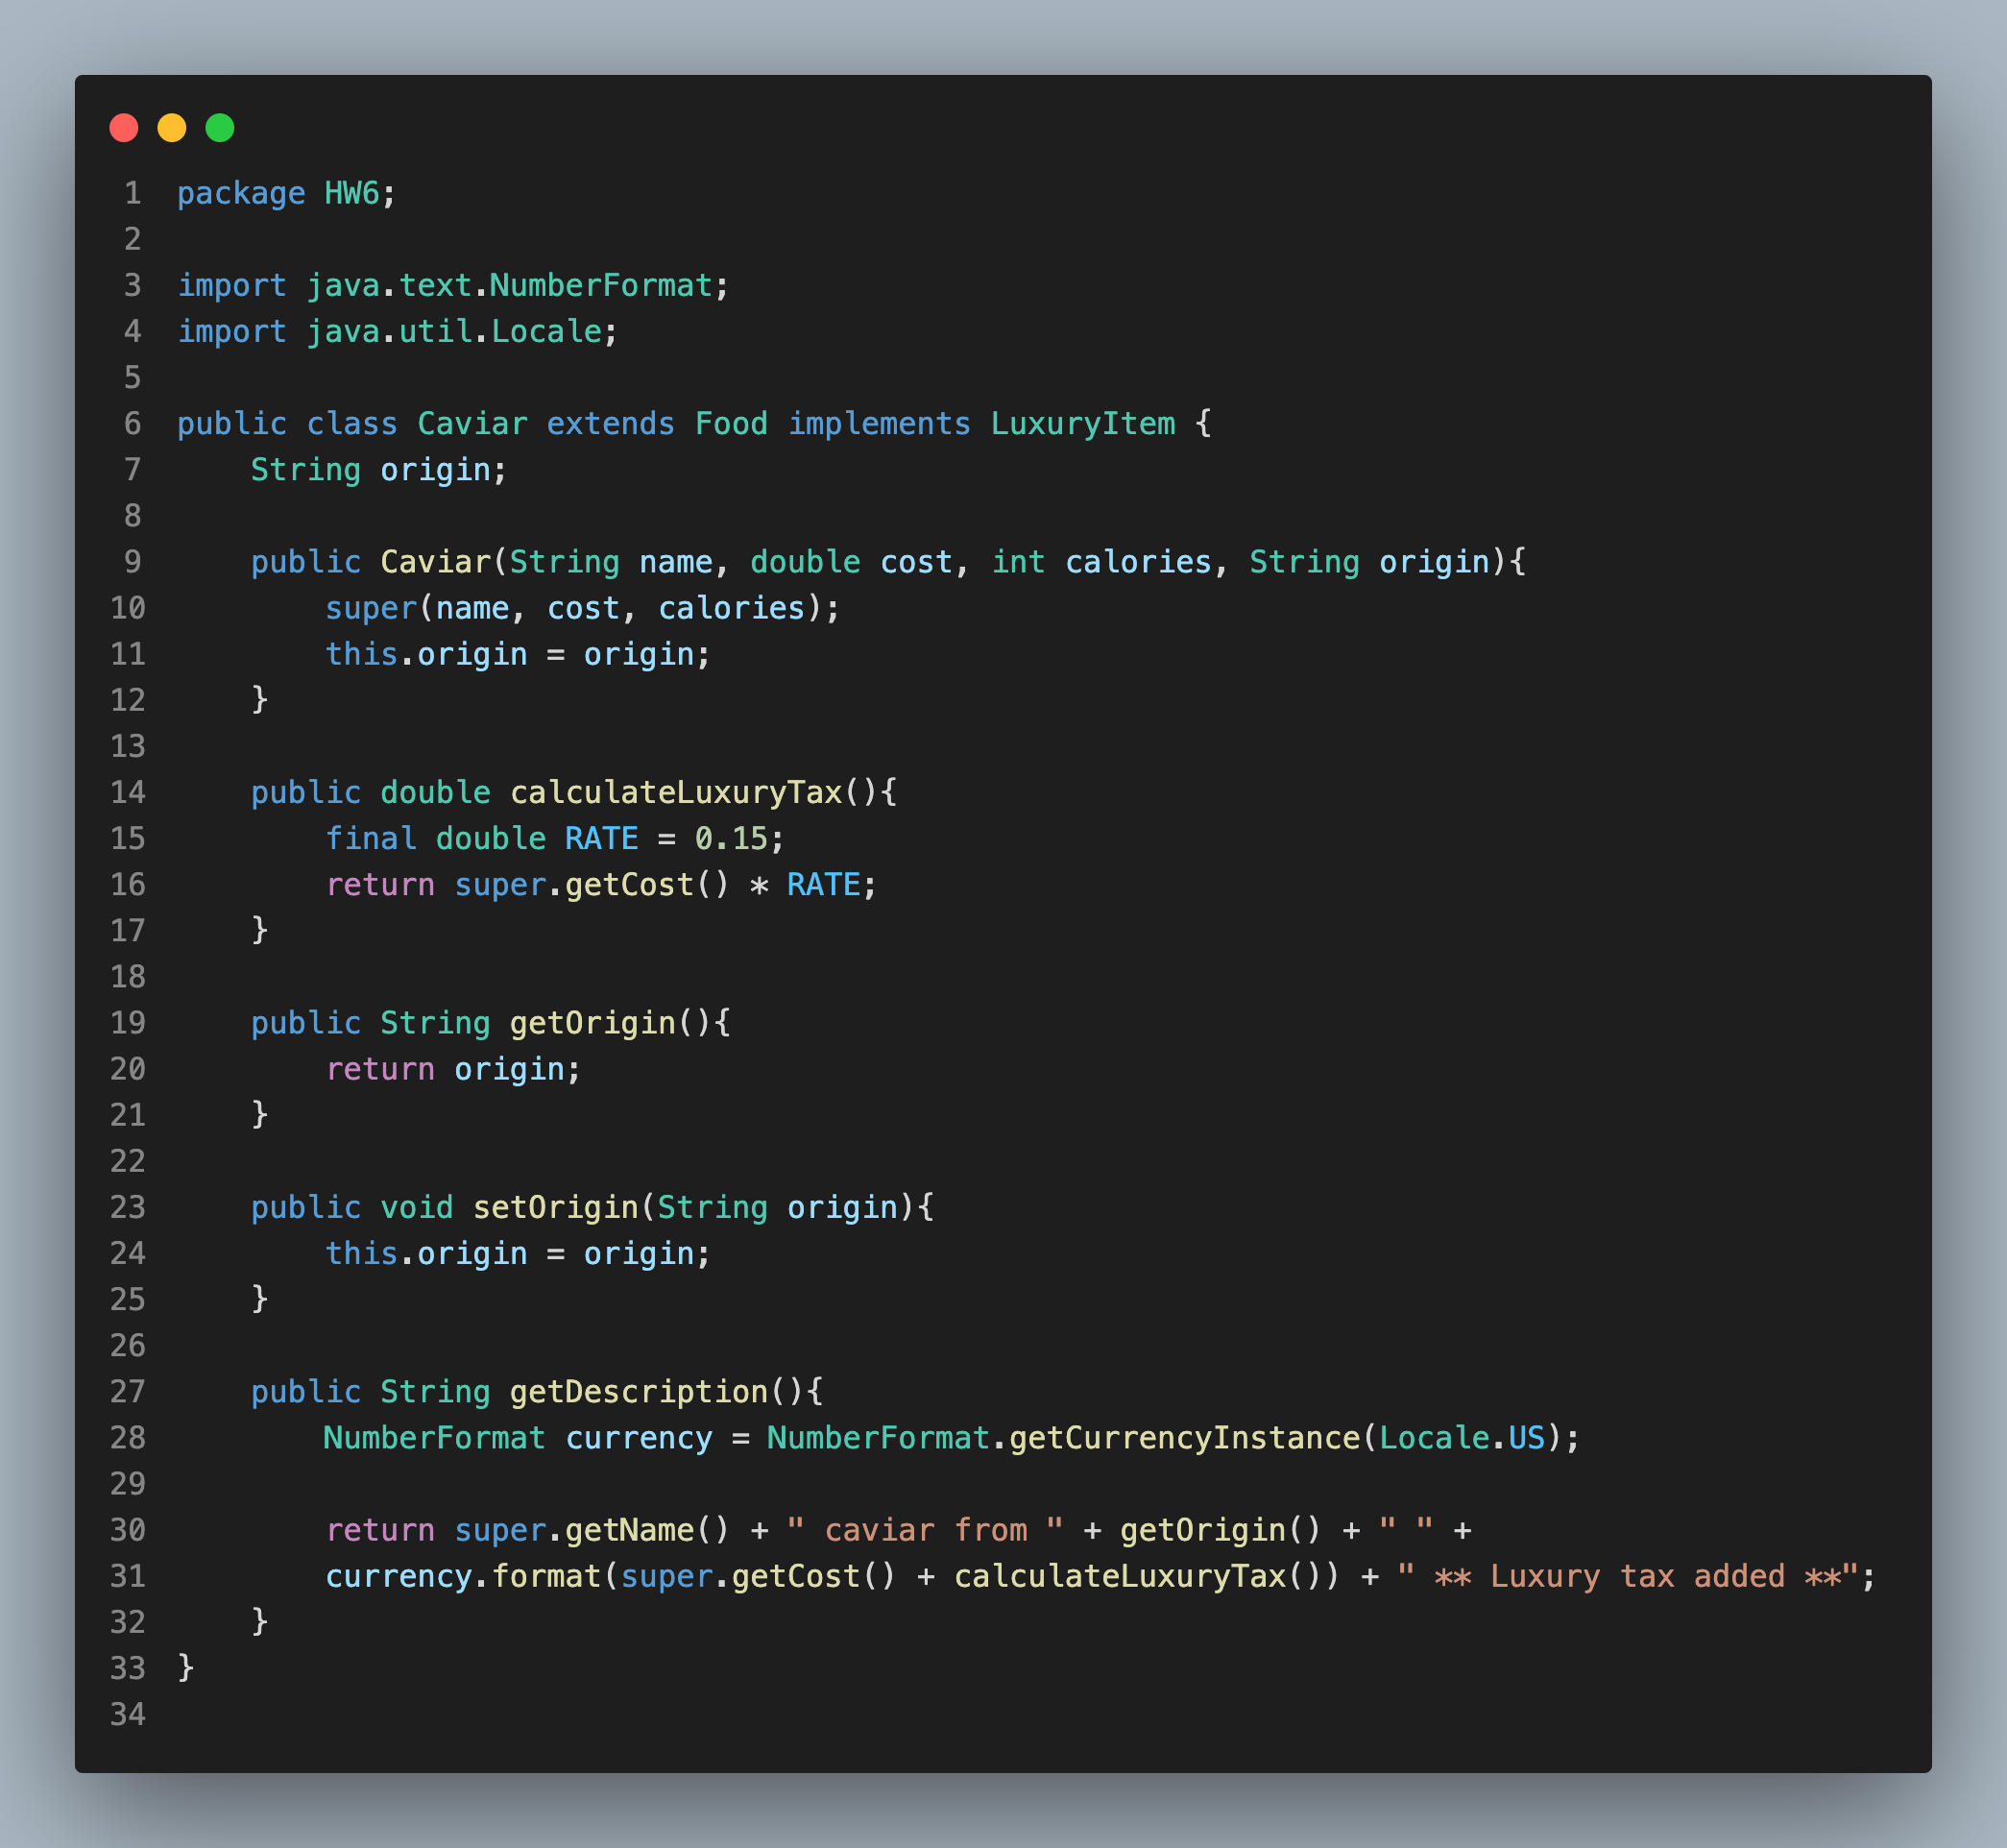 1 package HW6;
2
3 import java.text.NumberFormat;
4 import java.util.Locale;
5
6 public class Caviar extends Food implements LuxuryItem {
7     String origin;
8
9     public Caviar(String name, double cost, int calories, String origin){
10         super(name, cost, calories);
11         this.origin = origin;
12     }
13
14     public double calculateLuxuryTax(){
15         final double RATE = 0.15;
16         return super.getCost() * RATE;
17     }
18
19     public String getOrigin(){
20         return origin;
21     }
22
23     public void setOrigin(String origin){
24         this.origin = origin;
25     }
26
27     public String getDescription(){
28         NumberFormat currency = NumberFormat.getCurrencyInstance(Locale.US);
29
30         return super.getName() + " caviar from " + getOrigin() + " " +
31         currency.format(super.getCost() + calculateLuxuryTax()) + " ** Luxury tax added **";
32     }
33 }
34